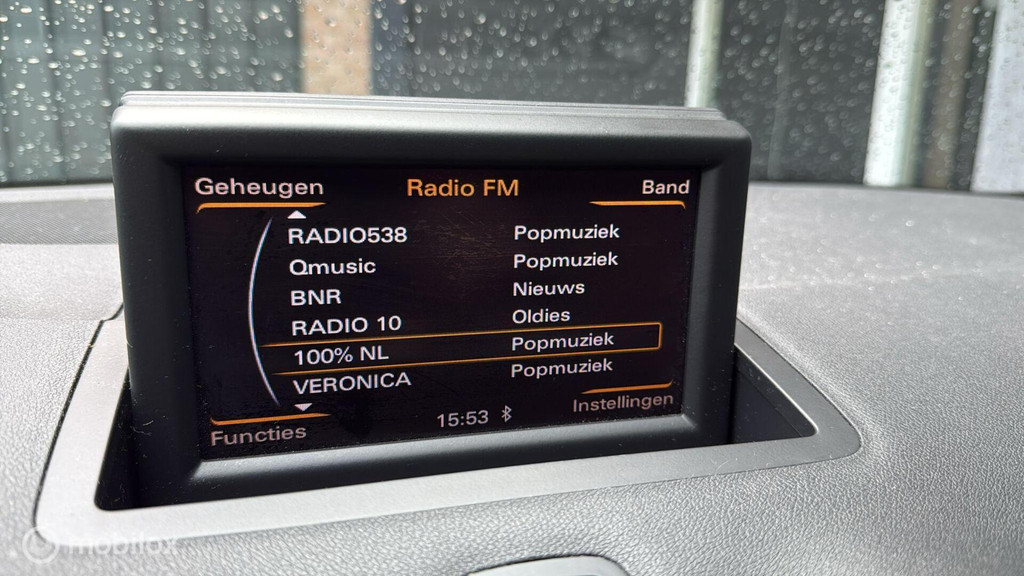 Geheugen Radio FM Band
RADIO538 Popmuziek
Qmusic Popmuziek
BNR Nieuws
RADIO 10 Oldies
100% NL Popmuziek
VERONICA Popmuziek
Functies 15:53 Instellingen
mobilox